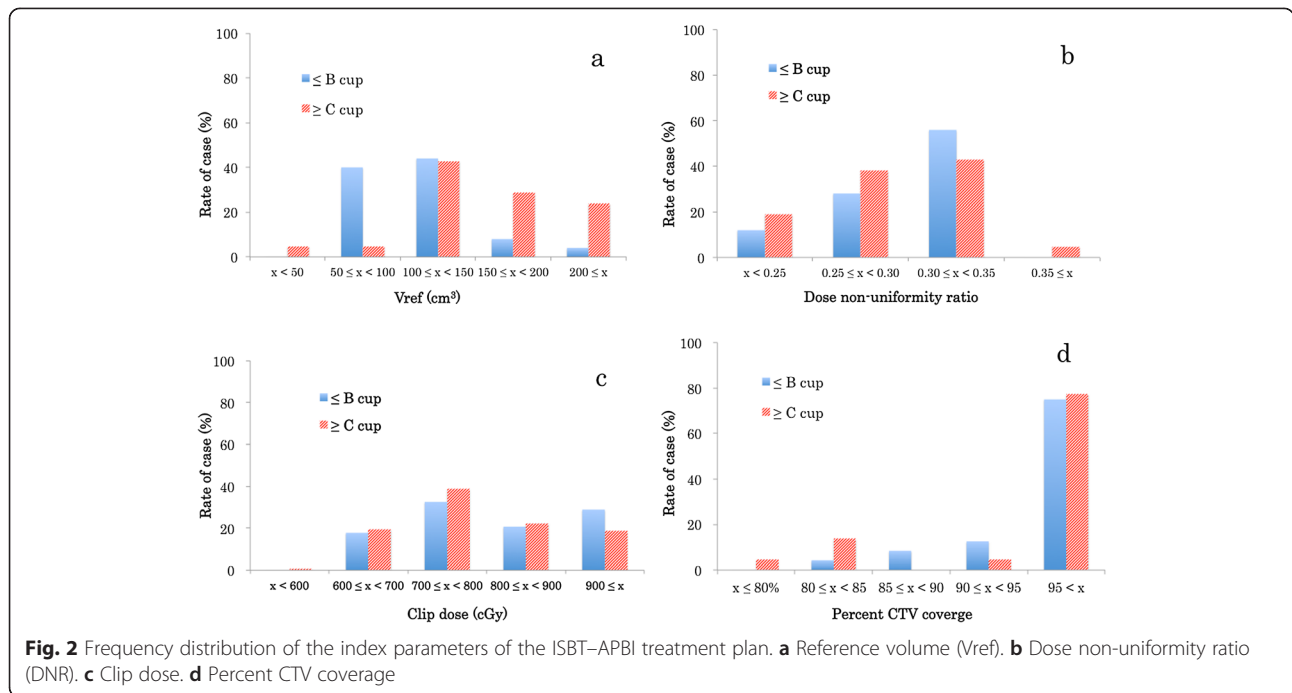 a
≤ B cup
≥ C cup
Rate of case (%)
100
80
60
40
20
0
x < 50 50 ≤ x < 100 100 ≤ x < 150 150 ≤ x < 200 200 ≤ x
Vref (cm³)
b
≤ B cup
≥ C cup
Rate of case (%)
100
80
60
40
20
0
x < 0.25 0.25 ≤ x < 0.30 0.30 ≤ x < 0.35 0.35 ≤ x
Dose non-uniformity ratio
c
≤ B cup
≥ C cup
Rate of case (%)
100
80
60
40
20
0
x < 600 600 ≤ x < 700 700 ≤ x < 800 800 ≤ x < 900 900 ≤ x
Clip dose (cGy)
d
≤ B cup
≥ C cup
Rate of case (%)
100
80
60
40
20
0
x ≤ 80% 80 ≤ x < 85 85 ≤ x < 90 90 ≤ x < 95 95 < x
Percent CTV coverge
Fig. 2 Frequency distribution of the index parameters of the ISBT–APBI treatment plan. a Reference volume (Vref). b Dose non-uniformity ratio
(DNR). c Clip dose. d Percent CTV coverage